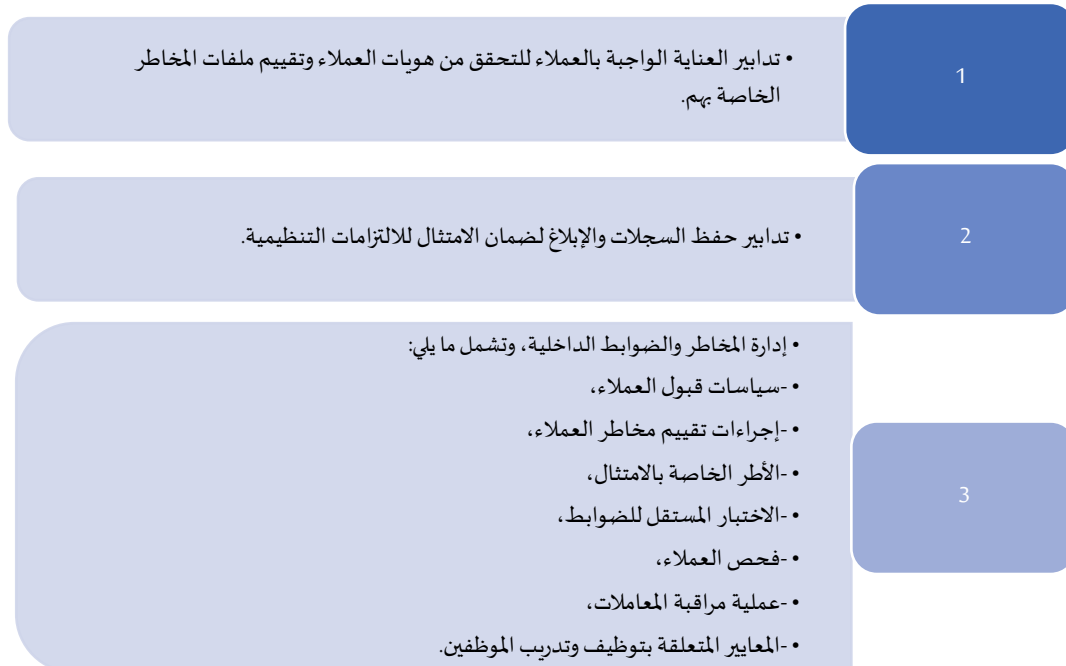 1
• تدابير العناية الواجبة بالعملاء للتحقق من هويات العملاء وتقييم ملفات المخاطر
الخاصة بهم.
2
• تدابير حفظ السجلات والإبلاغ لضمان الامتثال للالتزامات التنظيمية.
3
• إدارة المخاطر والضوابط الداخلية، وتشمل ما يلي:
• -سياسات قبول العملاء،
• -إجراءات تقييم مخاطر العملاء،
• -الأطر الخاصة بالامتثال،
• -الاختبار المستقل للضوابط،
• -فحص العملاء،
• -عملية مراقبة المعاملات،
• -المعايير المتعلقة بتوظيف وتدريب الموظفين.